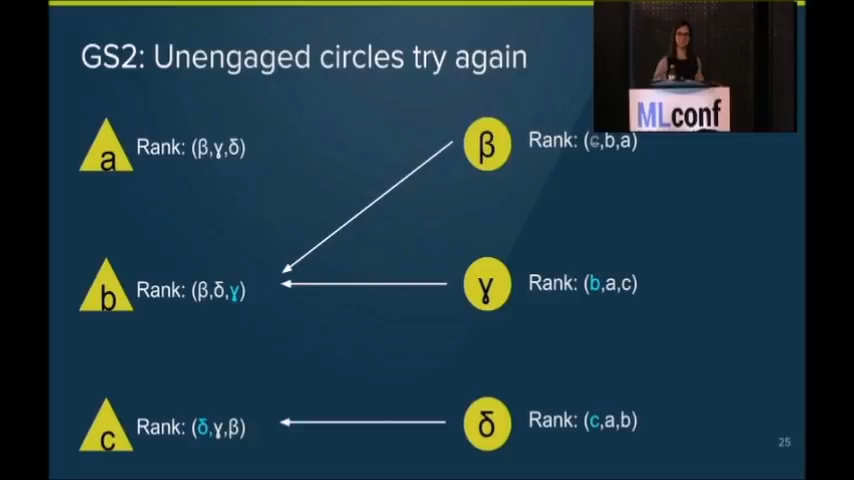 GS2: Unengaged circles try again
MLconf
a Rank: (β,ɣ,δ)
β Rank: (c,b,a)
b Rank: (β,δ,ɣ)
ɣ Rank: (b,a,c)
c Rank: (δ,ɣ,β)
δ Rank: (c,a,b)
25